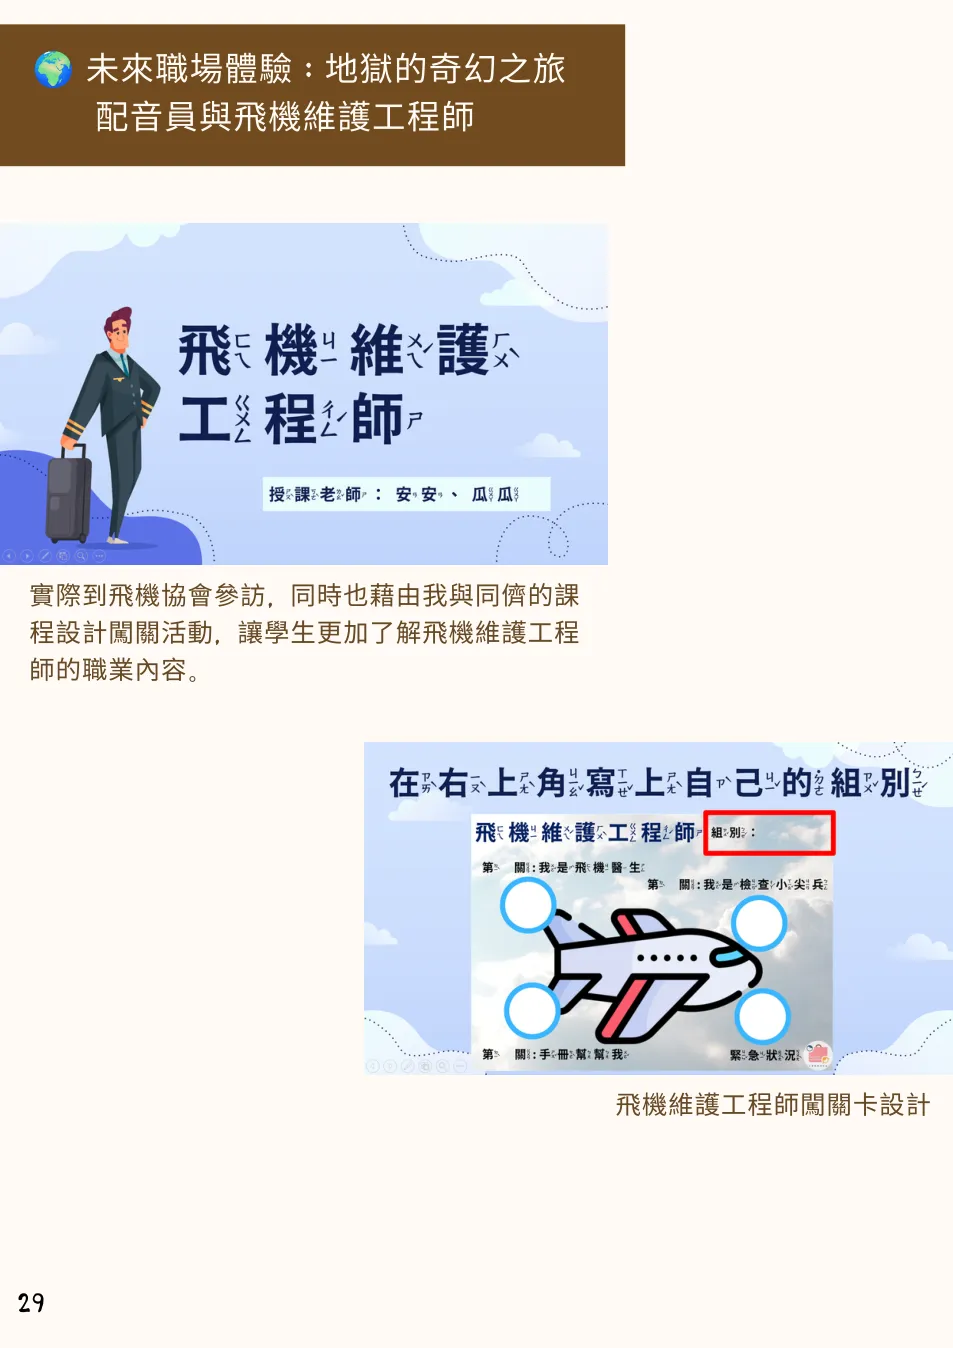 未來職場體驗：地獄的奇幻之旅
配音員與飛機維護工程師
飛機維護
工程師
授課老師：安安、瓜瓜
實際到飛機協會參訪，同時也藉由我與同儕的課
程設計闖關活動，讓學生更加了解飛機維護工程
師的職業內容。
在右上角寫上自己的組別
飛機維護工程師 組別：
第 關：我是飛機醫生
第 關：我是檢查小尖兵
第 關：手冊幫幫我
緊急狀況
飛機維護工程師闖關卡設計
29